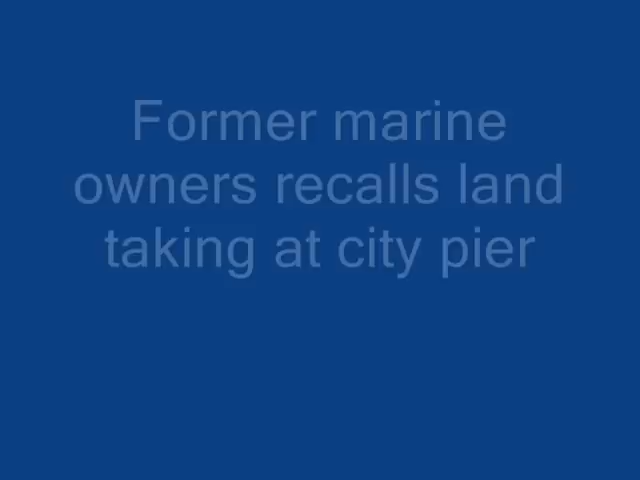 Former marine
owners recalls land
taking at city pier